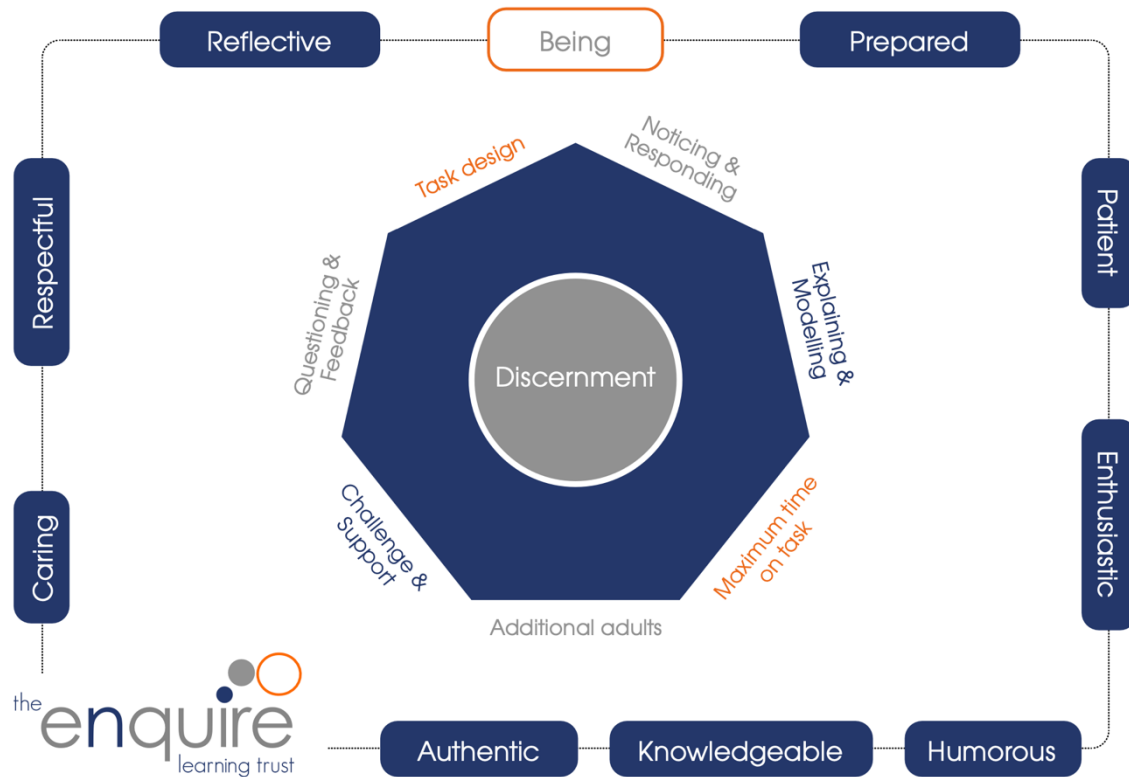 Reflective
Being
Prepared
Respectful
Caring
Patient
Enthusiastic
Task design
Noticing &
Responding
Questioning &
Feedback
Explaining &
Modelling
Discernment
Challenge &
Support
Maximum time
on task
Additional adults
the
enquire
learning trust
Authentic
Knowledgeable
Humorous